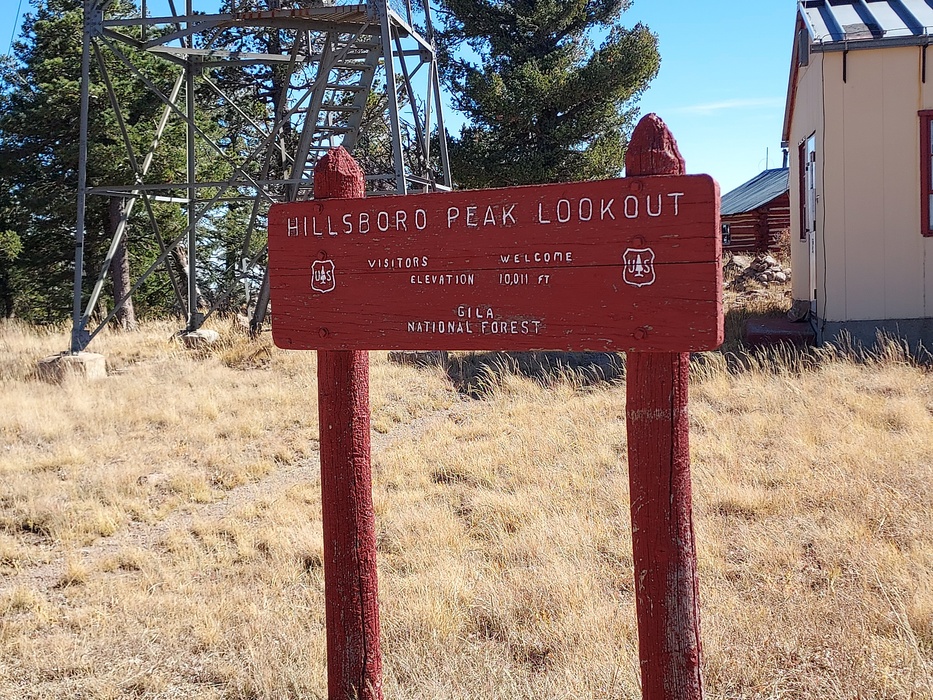 HILLSBORO PEAK LOOKOUT
VISITORS WELCOME
ELEVATION 10,011 FT
U S
U S
GILA
NATIONAL FOREST